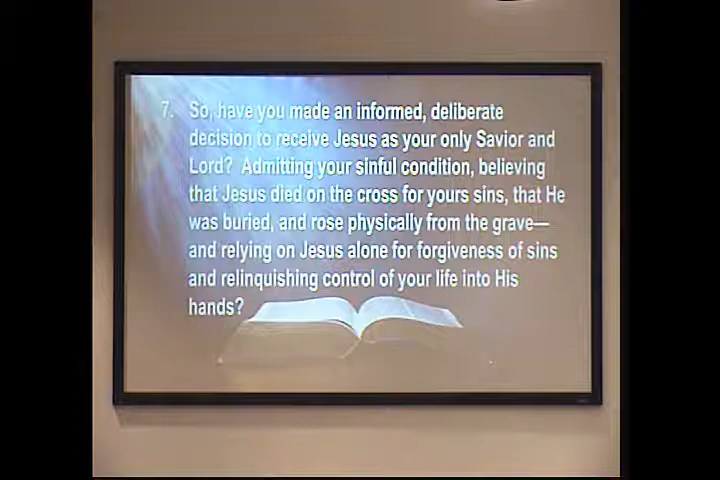 7. So, have you made an informed, deliberate
decision to receive Jesus as your only Savior and
Lord? Admitting your sinful condition, believing
that Jesus died on the cross for yours sins, that He
was buried, and rose physically from the grave—
and relying on Jesus alone for forgiveness of sins
and relinquishing control of your life into His
hands?